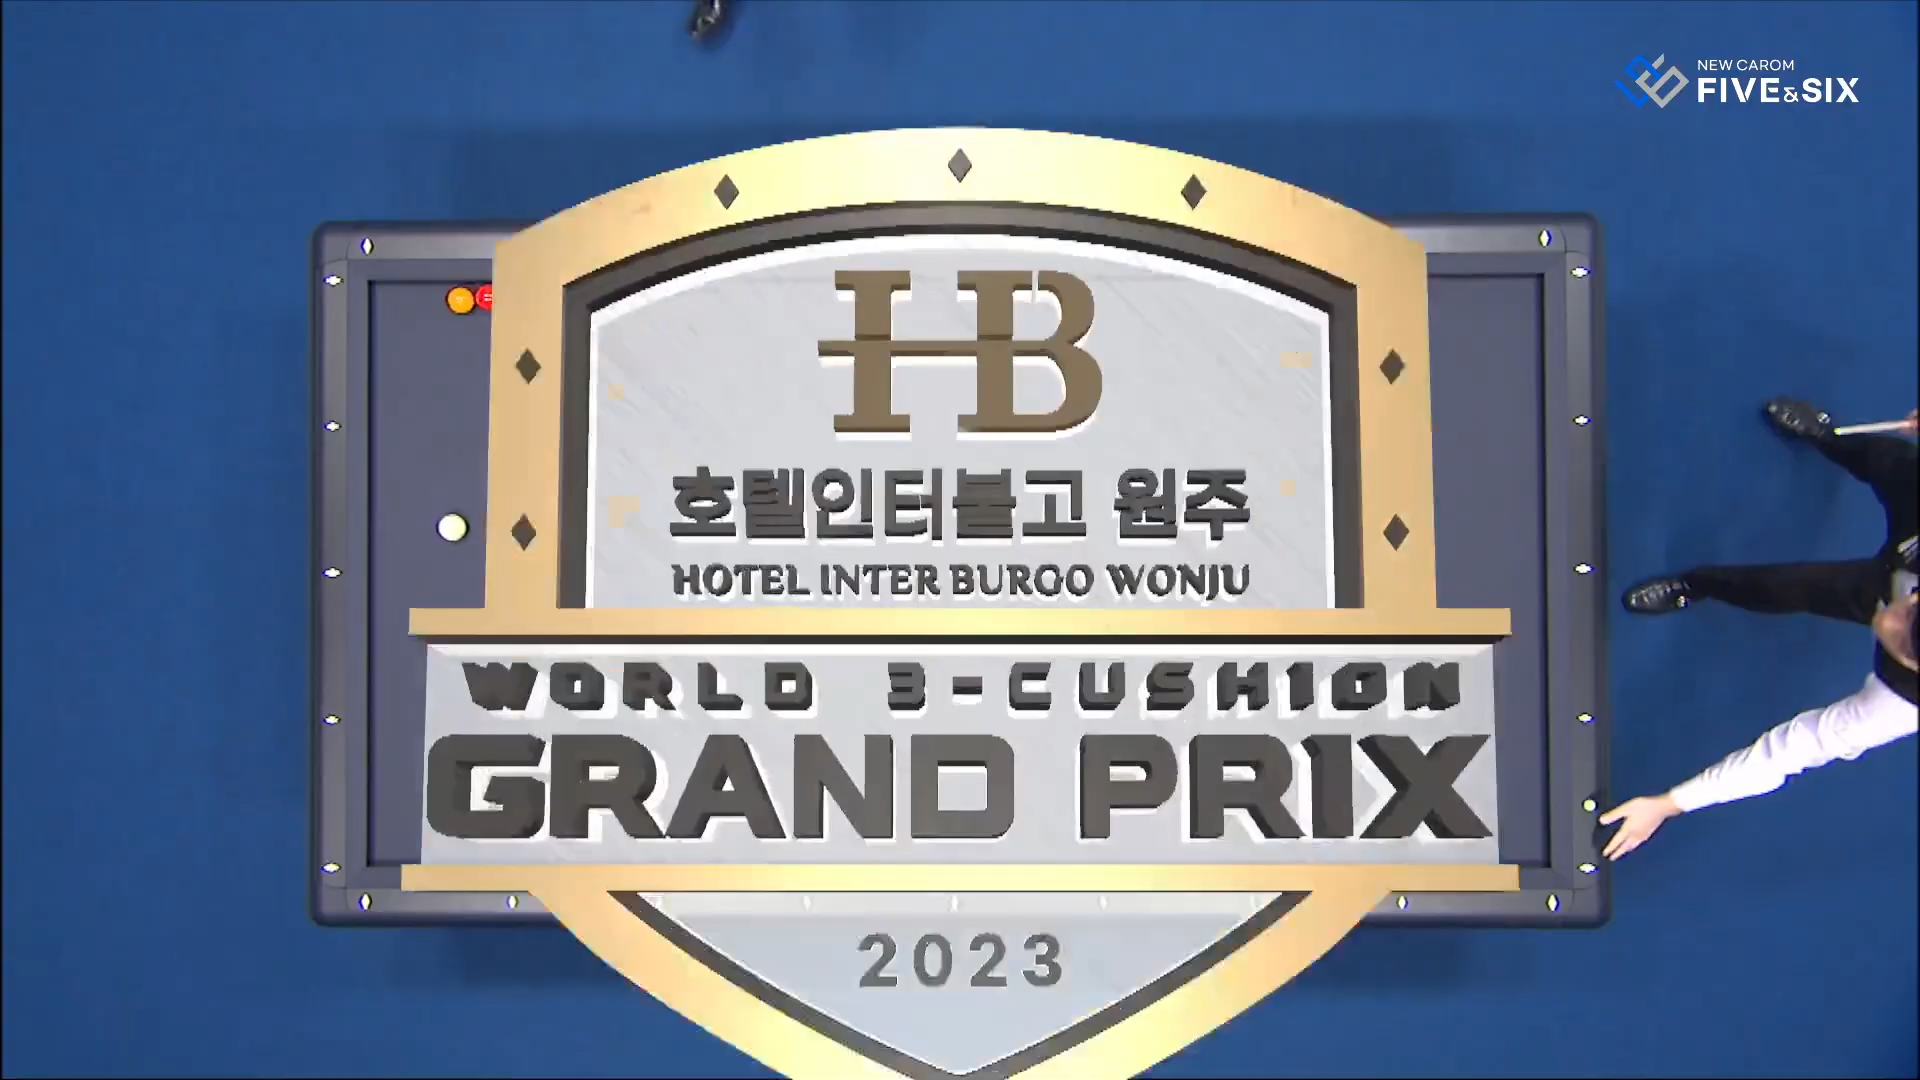 NEW CAROM
FIVE&SIX
HB
호텔인터불고 원주
HOTEL INTER BURGO WONJU
WORLD 3-CUSHION
GRAND PRIX
2023